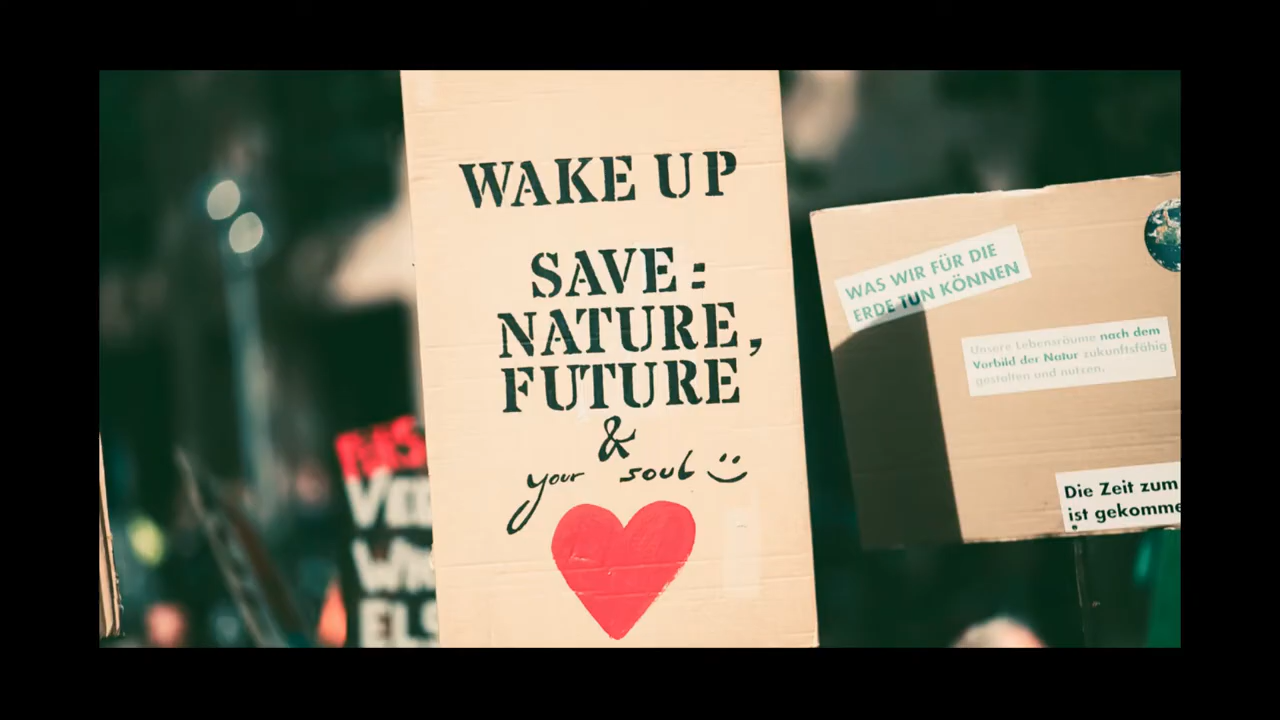 WAKE UP
SAVE:
NATURE,
FUTURE
&
your soul
WAS WIR FÜR DIE
ERDE TUN KÖNNEN
Unsere Lebensräume nach dem
Vorbild der Natur zukunftsfähig
gestalten und nutzen.
Die Zeit zum
ist gekomme